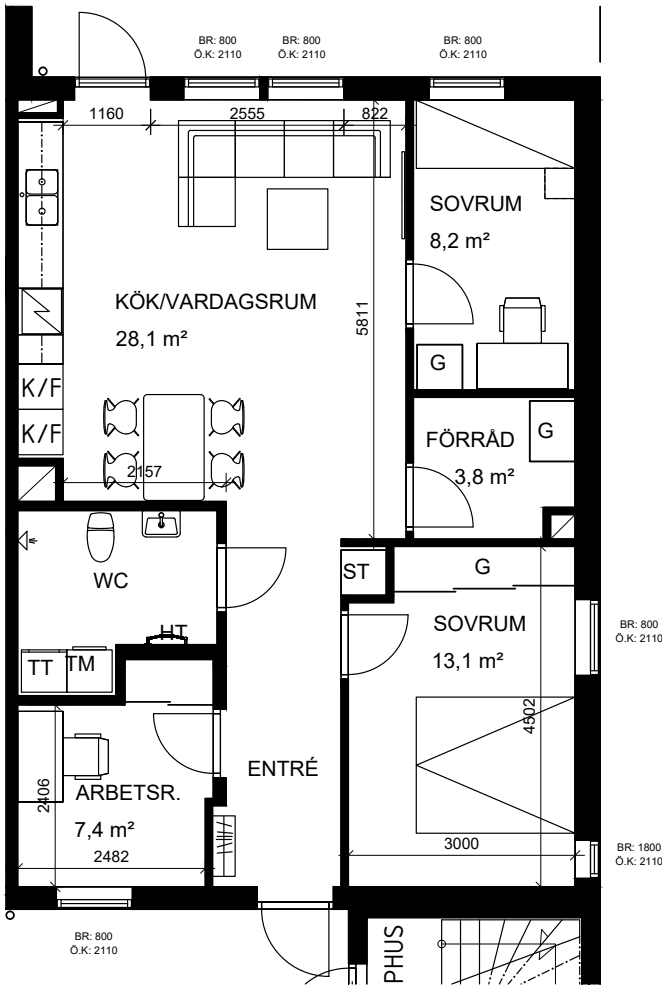 BR: 800
Ö.K: 2110
BR: 800
Ö.K: 2110
BR: 800
Ö.K: 2110
1160
2555
822
SOVRUM
8,2 m²
KÖK/VARDAGSRUM
28,1 m²
5811
G
K/F
K/F
FÖRRÅD
3,8 m²
G
2157
WC
ST
G
SOVRUM
13,1 m²
BR: 800
Ö.K: 2110
HT
TT
TM
4502
ENTRÉ
ARBETSR.
7,4 m²
2406
2482
3000
BR: 1800
Ö.K: 2110
BR: 800
Ö.K: 2110
PHUS